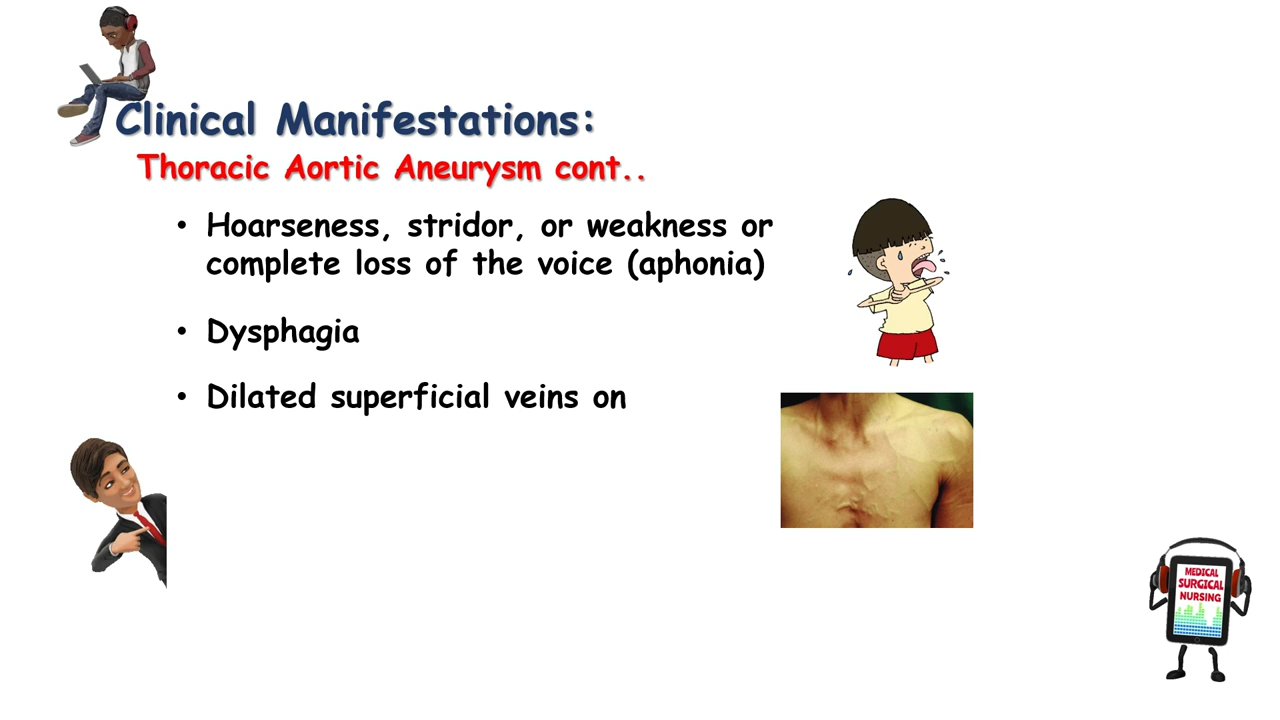 Clinical Manifestations:
Thoracic Aortic Aneurysm cont..
• Hoarseness, stridor, or weakness or
complete loss of the voice (aphonia)
• Dysphagia
• Dilated superficial veins on
MEDICAL
SURGICAL
NURSING